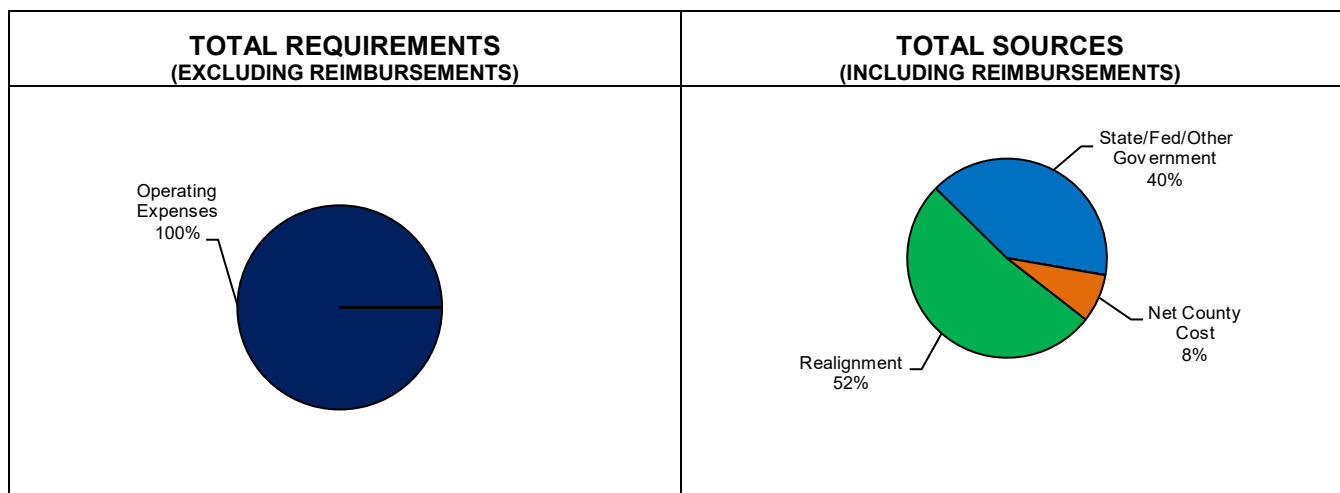 TOTAL REQUIREMENTS
(EXCLUDING REIMBURSEMENTS)
Operating
Expenses
100%
TOTAL SOURCES
(INCLUDING REIMBURSEMENTS)
State/Fed/Other
Government
40%
Net County
Cost
8%
Realignment
52%